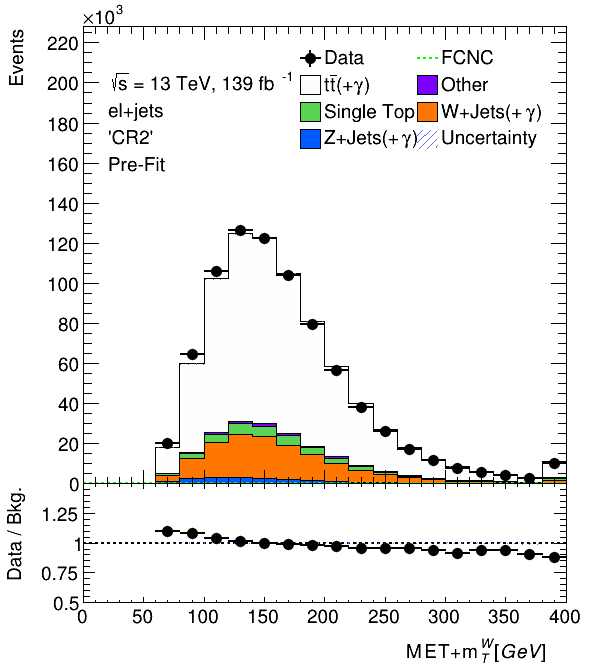 ×10³
Events
220
200
180
160
140
120
100
80
60
40
20
0
√s = 13 TeV, 139 fb⁻¹
el+jets
'CR2'
Pre-Fit
Data
FCNC
tt̄(+γ)
Other
Single Top
W+Jets(+γ)
Z+Jets(+γ)
Uncertainty
Data / Bkg.
1.25
1
0.75
0.5
0 50 100 150 200 250 300 350 400
MET+m_T^W[GeV]